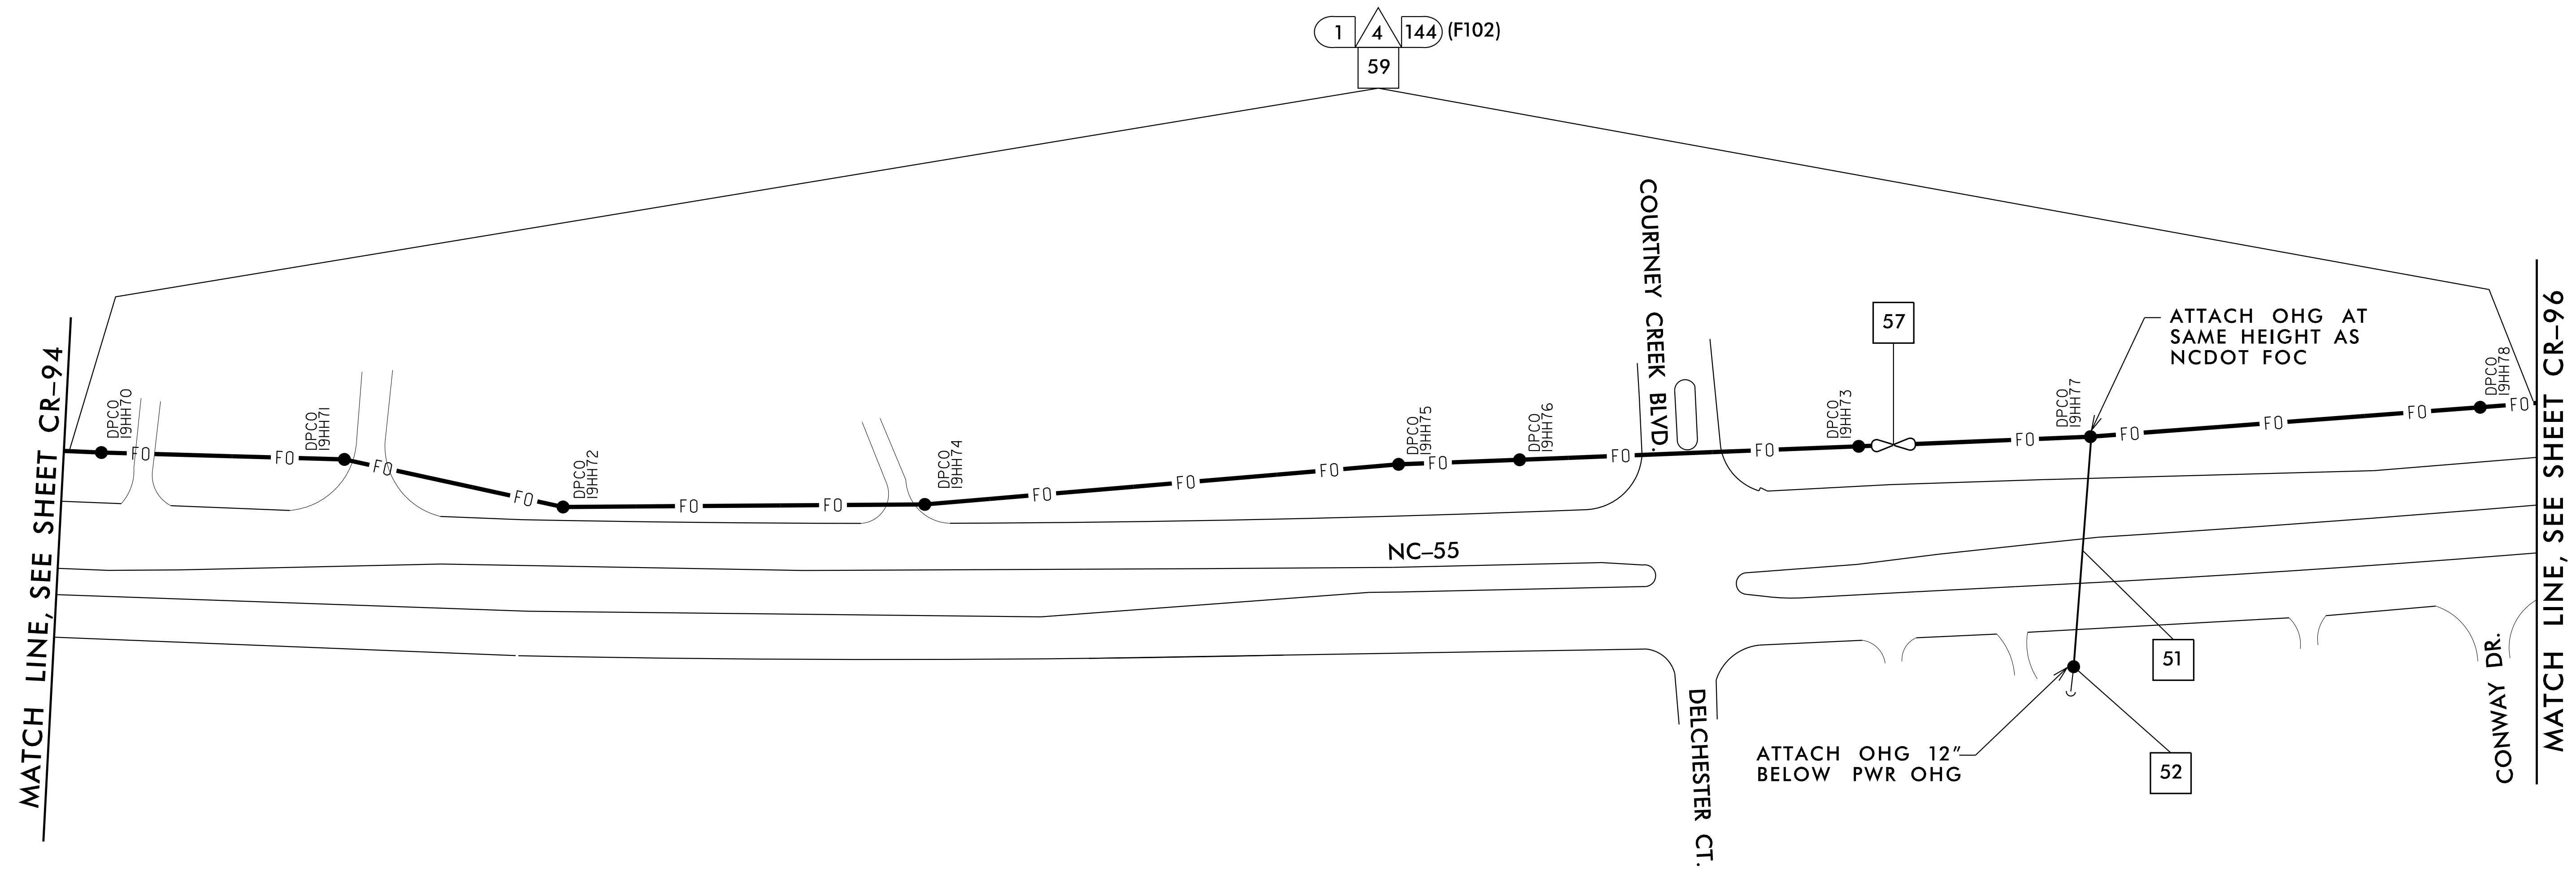 1 4 144 (F102)
59
COURTNEY CREEK BLVD.
57
ATTACH OHG AT
SAME HEIGHT AS
NCDOT FOC
MATCH LINE, SEE SHEET CR-94
MATCH LINE, SEE SHEET CR-96
DPCO
19HH70
DPCO
19HH71
DPCO
19HH72
DPCO
19HH74
DPCO
19HH75
DPCO
19HH76
DPCO
19HH73
DPCO
19HH77
DPCO
19HH78
FO FO FO FO FO FO FO FO FO FO FO FO FO FO FO FO FO
NC-55
51
DELCHESTER CT.
CONWAY DR.
ATTACH OHG 12"
BELOW PWR OHG
52